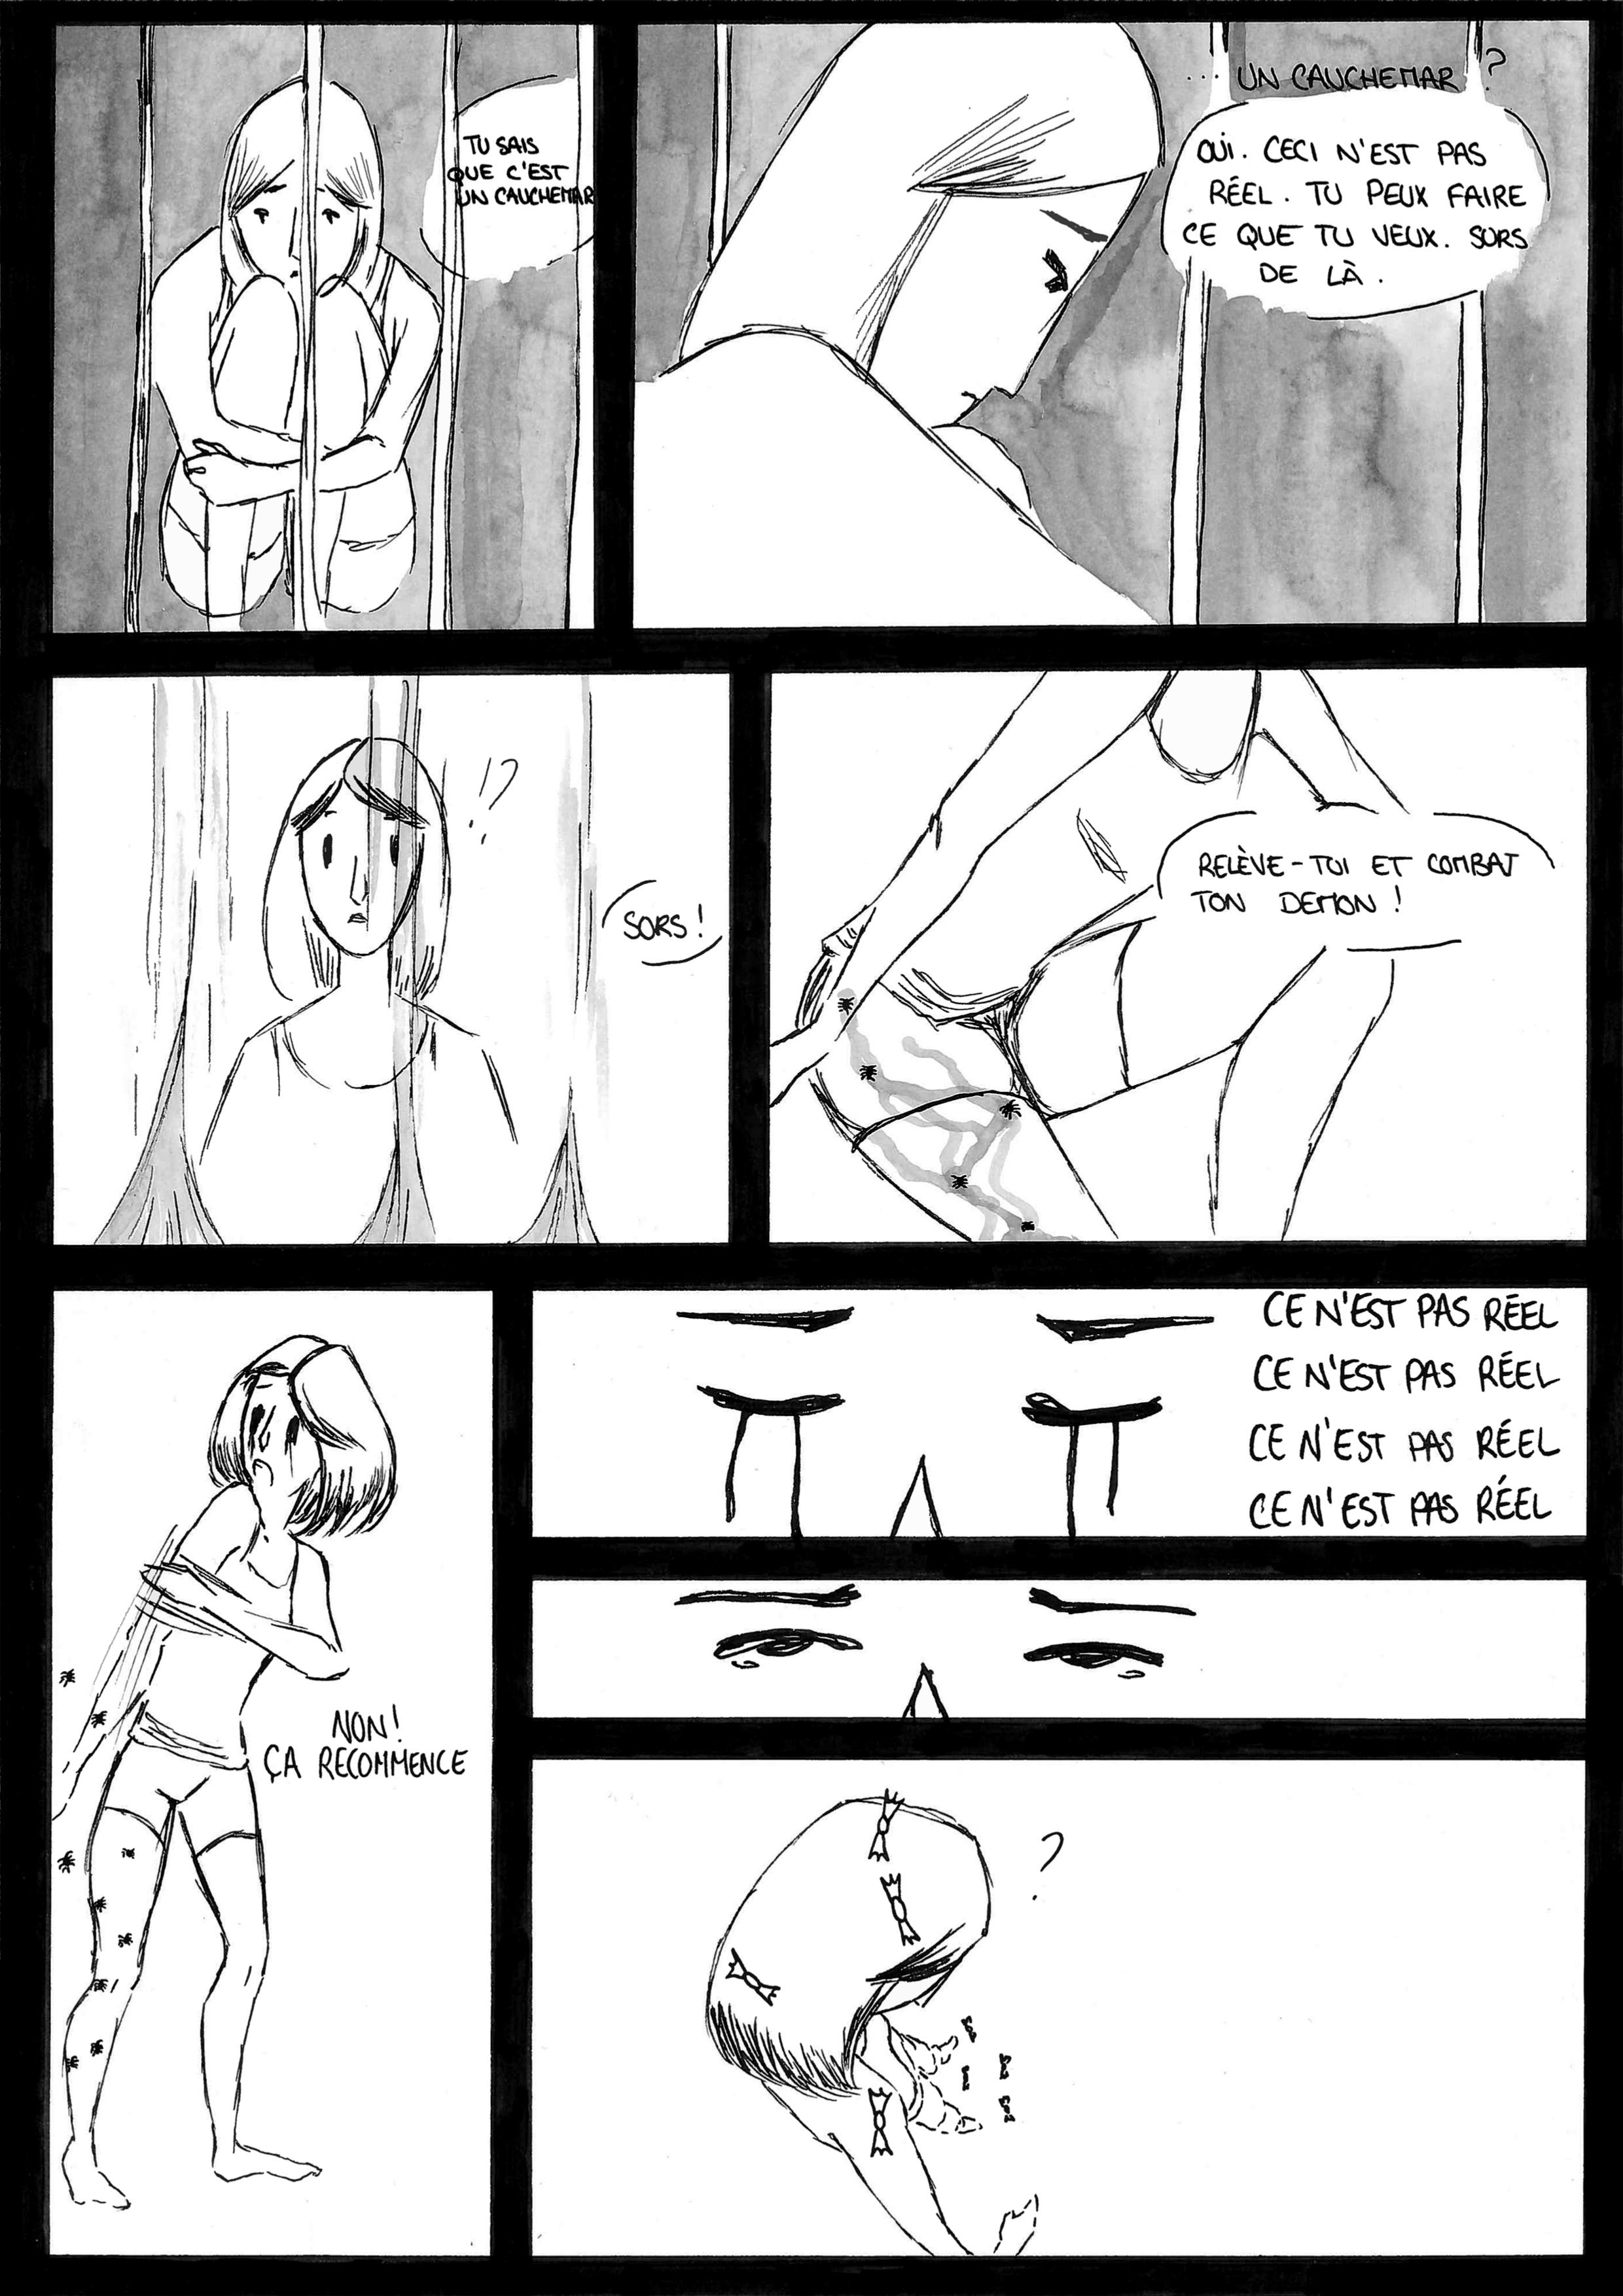 TU SAIS
QUE C'EST
UN CAUCHEMAR
... UN CAUCHEMAR ?
OUI. CECI N'EST PAS
RÉEL. TU PEUX FAIRE
CE QUE TU VEUX. SORS
DE LÀ.
!?
SORS !
RELÈVE-TOI ET COMBAT
TON DEMON !
NON!
ÇA RECOMMENCE
CE N'EST PAS RÉEL
CE N'EST PAS RÉEL
CE N'EST PAS RÉEL
CE N'EST PAS RÉEL
?